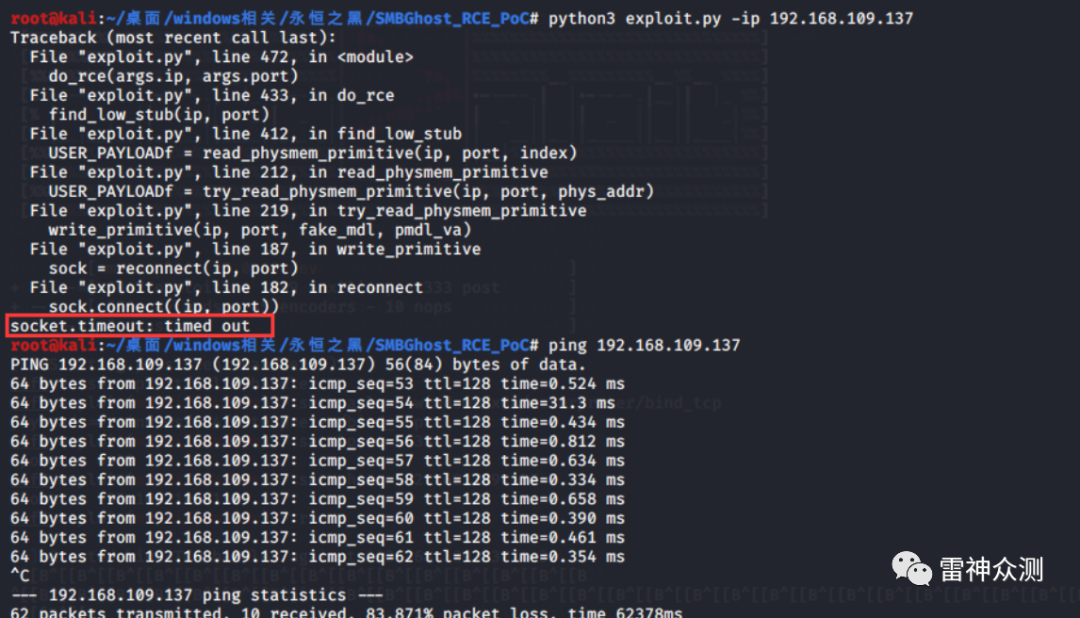 root@kali:~/桌面/windows相关/永恒之黑/SMBGhost_RCE_PoC# python3 exploit.py -ip 192.168.109.137
Traceback (most recent call last):
File "exploit.py", line 472, in <module>
do_rce(args.ip, args.port)
File "exploit.py", line 433, in do_rce
find_low_stub(ip, port)
File "exploit.py", line 412, in find_low_stub
USER_PAYLOADf = read_physmem_primitive(ip, port, index)
File "exploit.py", line 212, in read_physmem_primitive
USER_PAYLOADf = try_read_physmem_primitive(ip, port, phys_addr)
File "exploit.py", line 219, in try_read_physmem_primitive
write_primitive(ip, port, fake_mdl, pmdl_va)
File "exploit.py", line 187, in write_primitive
sock = reconnect(ip, port)
File "exploit.py", line 182, in reconnect
sock.connect((ip, port))
socket.timeout: timed out
root@kali:~/桌面/windows相关/永恒之黑/SMBGhost_RCE_PoC# ping 192.168.109.137
PING 192.168.109.137 (192.168.109.137) 56(84) bytes of data.
64 bytes from 192.168.109.137: icmp_seq=53 ttl=128 time=0.524 ms
64 bytes from 192.168.109.137: icmp_seq=54 ttl=128 time=31.3 ms
64 bytes from 192.168.109.137: icmp_seq=55 ttl=128 time=0.434 ms
64 bytes from 192.168.109.137: icmp_seq=56 ttl=128 time=0.812 ms
64 bytes from 192.168.109.137: icmp_seq=57 ttl=128 time=0.634 ms
64 bytes from 192.168.109.137: icmp_seq=58 ttl=128 time=0.334 ms
64 bytes from 192.168.109.137: icmp_seq=59 ttl=128 time=0.658 ms
64 bytes from 192.168.109.137: icmp_seq=60 ttl=128 time=0.390 ms
64 bytes from 192.168.109.137: icmp_seq=61 ttl=128 time=0.461 ms
64 bytes from 192.168.109.137: icmp_seq=62 ttl=128 time=0.354 ms
^C
--- 192.168.109.137 ping statistics ---
62 packets transmitted, 10 received, 83.871% packet loss, time 62378ms
雷神众测